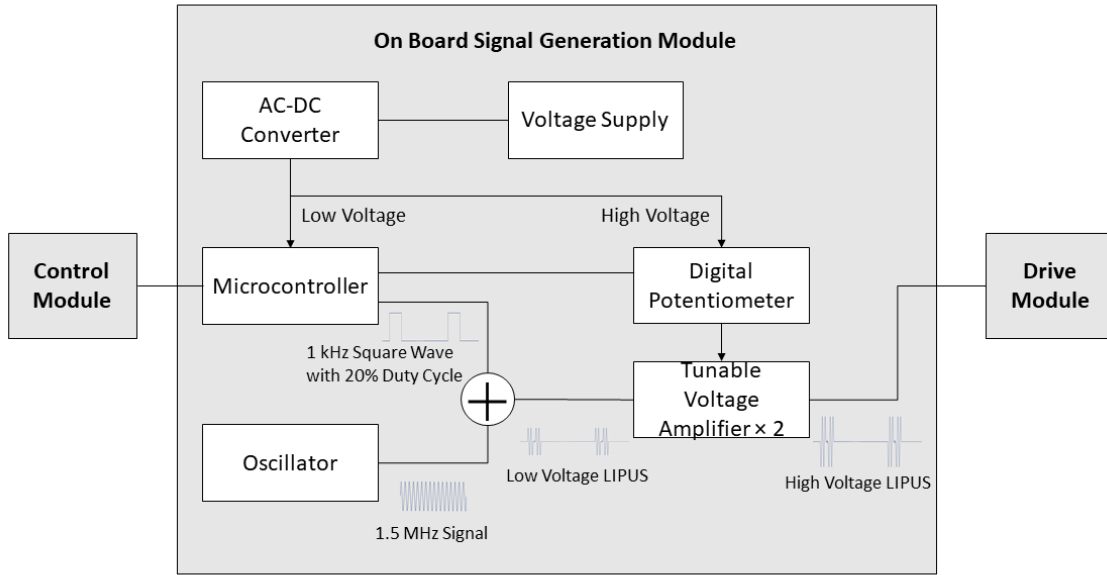 On Board Signal Generation Module
AC-DC
Converter
Voltage Supply
Low Voltage
High Voltage
Control
Module
Microcontroller
Digital
Potentiometer
Drive
Module
1 kHz Square Wave
with 20% Duty Cycle
Tunable
Voltage
Amplifier × 2
Oscillator
Low Voltage LIPUS
High Voltage LIPUS
1.5 MHz Signal